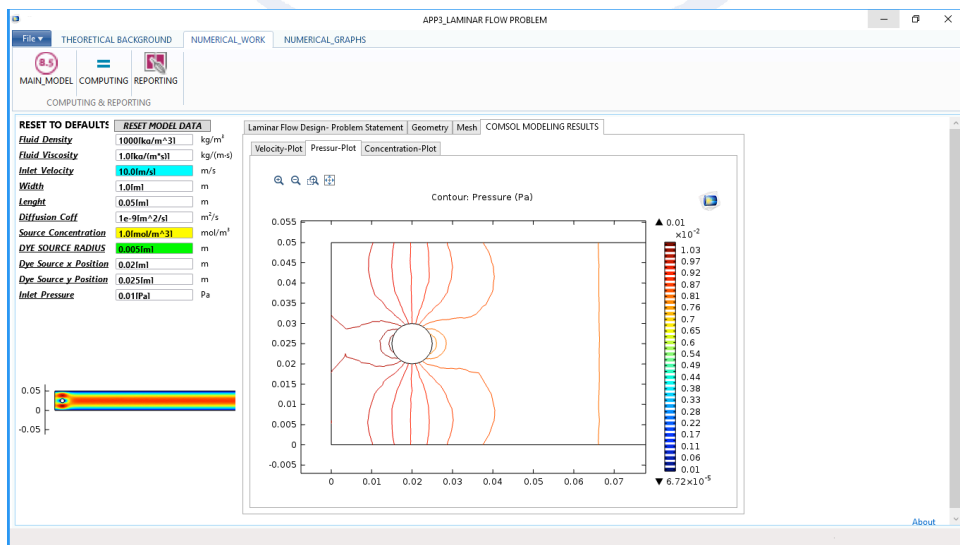 APP3_LAMINAR FLOW PROBLEM
File THEORETICAL BACKGROUND NUMERICAL_WORK NUMERICAL_GRAPHS
8.5
MAIN_MODEL COMPUTING REPORTING
COMPUTING & REPORTING
RESET TO DEFAULTS RESET MODEL DATA
Fluid Density 1000[kg/m^3] kg/m³
Fluid Viscosity 1.0[kg/(m*s)] kg/(m·s)
Inlet Velocity 10.0[m/s] m/s
Width 1.0[m] m
Lenght 0.05[m] m
Diffusion Coff 1e-9[m^2/s] m²/s
Source Concentration 1.0[mol/m^3] mol/m³
DYE SOURCE RADIUS 0.005[m] m
Dye Source x Position 0.02[m] m
Dye Source y Position 0.025[m] m
Inlet Pressure 0.01[Pa] Pa
0.05
0
-0.05
Laminar Flow Design- Problem Statement Geometry Mesh COMSOL MODELING RESULTS
Velocity-Plot Pressur-Plot Concentration-Plot
Contour: Pressure (Pa)
0.055
0.05
0.045
0.04
0.035
0.03
0.025
0.02
0.015
0.01
0.005
0
-0.005
0 0.01 0.02 0.03 0.04 0.05 0.06 0.07
▲ 0.01
×10⁻²
1.03
0.97
0.92
0.87
0.81
0.76
0.7
0.65
0.6
0.54
0.49
0.44
0.38
0.33
0.28
0.22
0.17
0.11
0.06
0.01
▼ 6.72×10⁻⁵
About